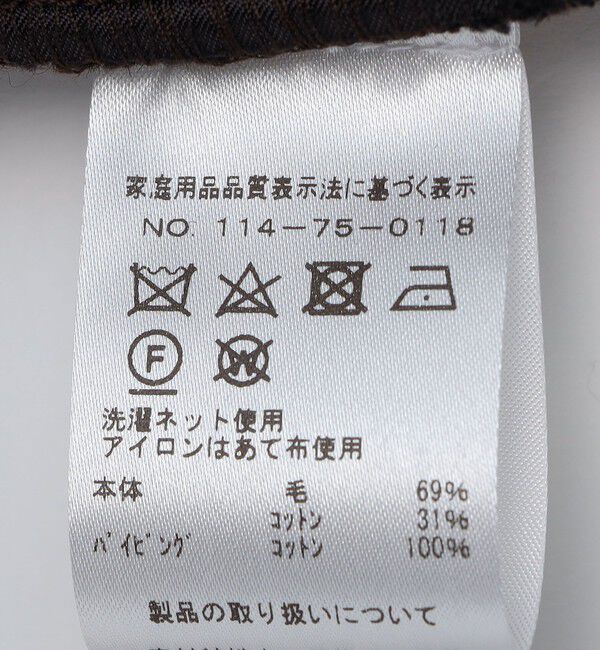 家庭用品品質表示法に基づく表示
NO. 114-75-0118
F W
洗濯ネット使用
アイロンはあて布使用
本体 毛 69%
コットン 31%
パイピング コットン 100%
製品の取り扱いについて